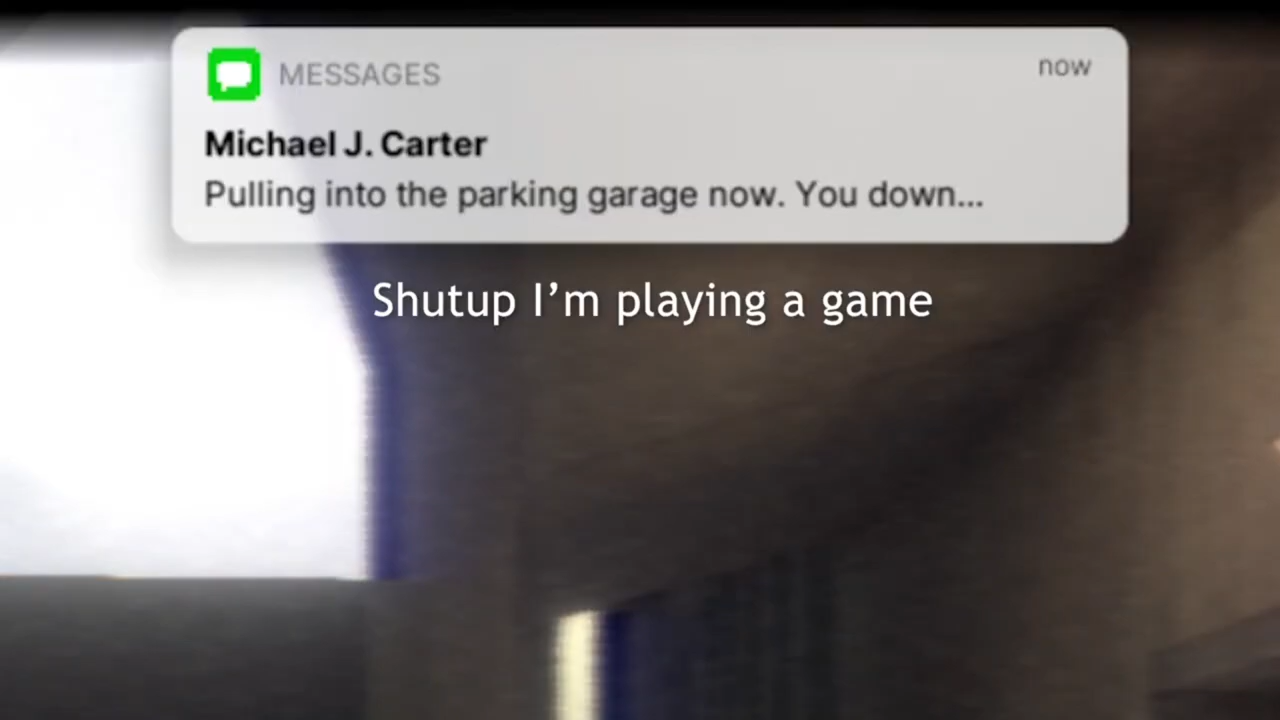 MESSAGES
now
Michael J. Carter
Pulling into the parking garage now. You down...
Shutup I’m playing a game